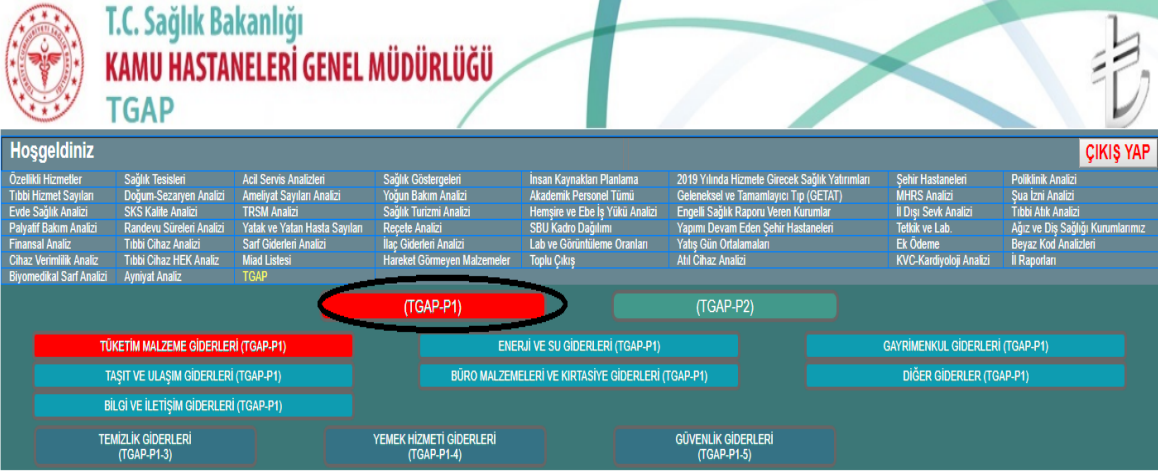 T.C. Sağlık Bakanlığı
KAMU HASTANELERİ GENEL MÜDÜRLÜĞÜ
TGAP
Hoşgeldiniz
ÇIKIŞ YAP
Özellikli Hizmetler Sağlık Tesisleri Acil Servis Analizleri Sağlık Göstergeleri İnsan Kaynakları Planlama 2019 Yılında Hizmete Girecek Sağlık Yatırımları Şehir Hastaneleri Poliklinik Analizi
Tıbbi Hizmet Sayıları Doğum-Sezaryen Analizi Ameliyat Sayıları Analizi Yoğun Bakım Analizi Akademik Personel Tümü Geleneksel ve Tamamlayıcı Tıp (GETAT) MHRS Analizi Şua İzni Analizi
Evde Sağlık Analizi SKS Kalite Analizi TRSM Analizi Sağlık Turizmi Analizi Hemşire ve Ebe İş Yükü Analizi Engelli Sağlık Raporu Veren Kurumlar İl Dışı Sevk Analizi Tıbbi Atık Analizi
Palyatif Bakım Analizi Randevu Süreleri Analizi Yatak ve Yatan Hasta Sayıları Reçete Analizi SBU Kadro Dağılımı Yapımı Devam Eden Şehir Hastaneleri Tetkik ve Lab. Ağız ve Diş Sağlığı Kurumlarımız
Finansal Analiz Tıbbi Cihaz Analizi Sarf Giderleri Analizi İlaç Giderleri Analizi Lab ve Görüntüleme Oranları Yatış Gün Ortalamaları Ek Ödeme Beyaz Kod Analizleri
Cihaz Verimlilik Analiz Tıbbi Cihaz HEK Analiz Miad Listesi Hareket Görmeyen Malzemeler Toplu Çıkış Atıl Cihaz Analizi KVC-Kardiyoloji Analizi İl Raporları
Biyomedikal Sarf Analizi Ayniyat Analiz TGAP
(TGAP-P1) (TGAP-P2)
TÜKETİM MALZEME GİDERLERİ (TGAP-P1) ENERJİ VE SU GİDERLERİ (TGAP-P1) GAYRİMENKUL GİDERLERİ (TGAP-P1)
TAŞIT VE ULAŞIM GİDERLERİ (TGAP-P1) BÜRO MALZEMELERİ VE KIRTASİYE GİDERLERİ (TGAP-P1) DİĞER GİDERLER (TGAP-P1)
BİLGİ VE İLETİŞİM GİDERLERİ (TGAP-P1)
TEMİZLİK GİDERLERİ YEMEK HİZMETİ GİDERLERİ GÜVENLİK GİDERLERİ
(TGAP-P1-3) (TGAP-P1-4) (TGAP-P1-5)